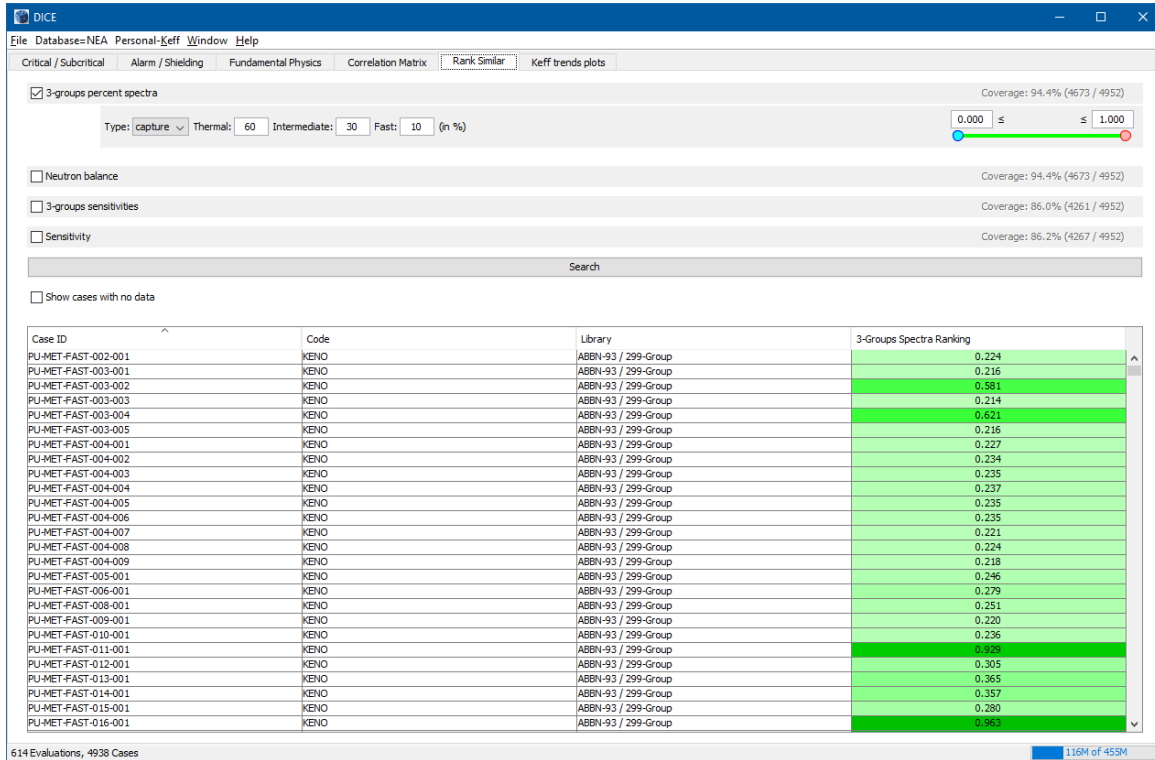 DICE
File Database=NEA Personal-Keff Window Help
Critical / Subcritical Alarm / Shielding Fundamental Physics Correlation Matrix Rank Similar Keff trends plots
3-groups percent spectra Coverage: 94.4% (4673 / 4952)
Type: capture Thermal: 60 Intermediate: 30 Fast: 10 (in %) 0.000 ≤ ≤ 1.000
Neutron balance Coverage: 94.4% (4673 / 4952)
3-groups sensitivities Coverage: 86.0% (4261 / 4952)
Sensitivity Coverage: 86.2% (4267 / 4952)
Search
Show cases with no data
Case ID Code Library 3-Groups Spectra Ranking
PU-MET-FAST-002-001 KENO ABBN-93 / 299-Group 0.224
PU-MET-FAST-003-001 KENO ABBN-93 / 299-Group 0.216
PU-MET-FAST-003-002 KENO ABBN-93 / 299-Group 0.581
PU-MET-FAST-003-003 KENO ABBN-93 / 299-Group 0.214
PU-MET-FAST-003-004 KENO ABBN-93 / 299-Group 0.621
PU-MET-FAST-003-005 KENO ABBN-93 / 299-Group 0.216
PU-MET-FAST-004-001 KENO ABBN-93 / 299-Group 0.227
PU-MET-FAST-004-002 KENO ABBN-93 / 299-Group 0.234
PU-MET-FAST-004-003 KENO ABBN-93 / 299-Group 0.235
PU-MET-FAST-004-004 KENO ABBN-93 / 299-Group 0.237
PU-MET-FAST-004-005 KENO ABBN-93 / 299-Group 0.235
PU-MET-FAST-004-006 KENO ABBN-93 / 299-Group 0.235
PU-MET-FAST-004-007 KENO ABBN-93 / 299-Group 0.221
PU-MET-FAST-004-008 KENO ABBN-93 / 299-Group 0.224
PU-MET-FAST-004-009 KENO ABBN-93 / 299-Group 0.218
PU-MET-FAST-005-001 KENO ABBN-93 / 299-Group 0.246
PU-MET-FAST-006-001 KENO ABBN-93 / 299-Group 0.279
PU-MET-FAST-008-001 KENO ABBN-93 / 299-Group 0.251
PU-MET-FAST-009-001 KENO ABBN-93 / 299-Group 0.220
PU-MET-FAST-010-001 KENO ABBN-93 / 299-Group 0.236
PU-MET-FAST-011-001 KENO ABBN-93 / 299-Group 0.929
PU-MET-FAST-012-001 KENO ABBN-93 / 299-Group 0.305
PU-MET-FAST-013-001 KENO ABBN-93 / 299-Group 0.365
PU-MET-FAST-014-001 KENO ABBN-93 / 299-Group 0.357
PU-MET-FAST-015-001 KENO ABBN-93 / 299-Group 0.280
PU-MET-FAST-016-001 KENO ABBN-93 / 299-Group 0.963
614 Evaluations, 4938 Cases 116M of 455M